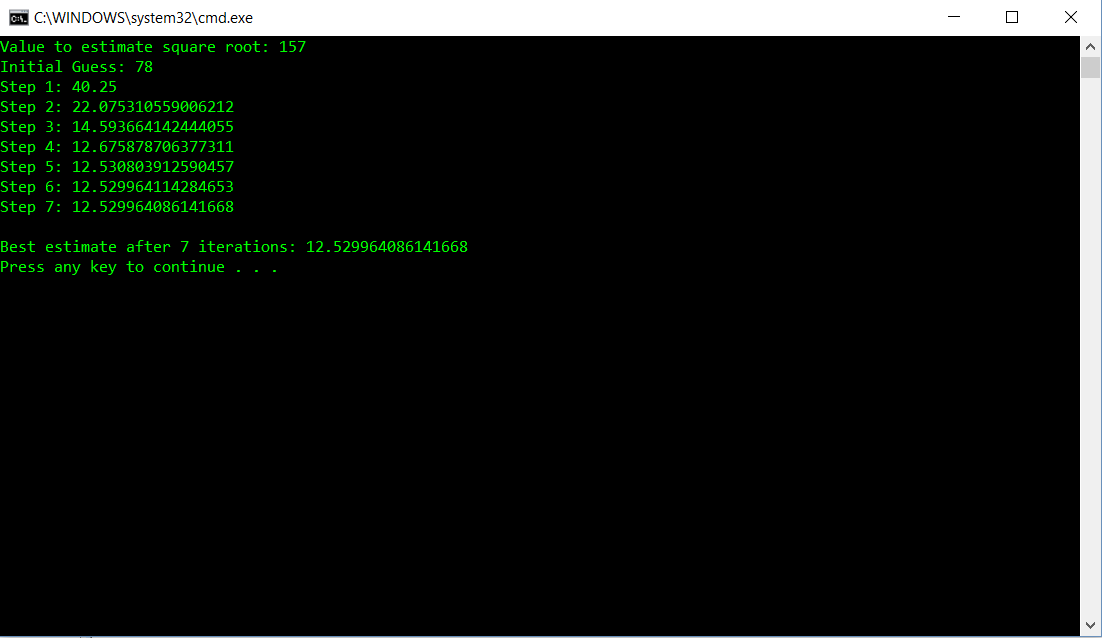 C:\WINDOWS\system32\cmd.exe
Value to estimate square root: 157
Initial Guess: 78
Step 1: 40.25
Step 2: 22.075310559006212
Step 3: 14.593664142444055
Step 4: 12.675878706377311
Step 5: 12.530803912590457
Step 6: 12.529964114284653
Step 7: 12.529964086141668
Best estimate after 7 iterations: 12.529964086141668
Press any key to continue . . .